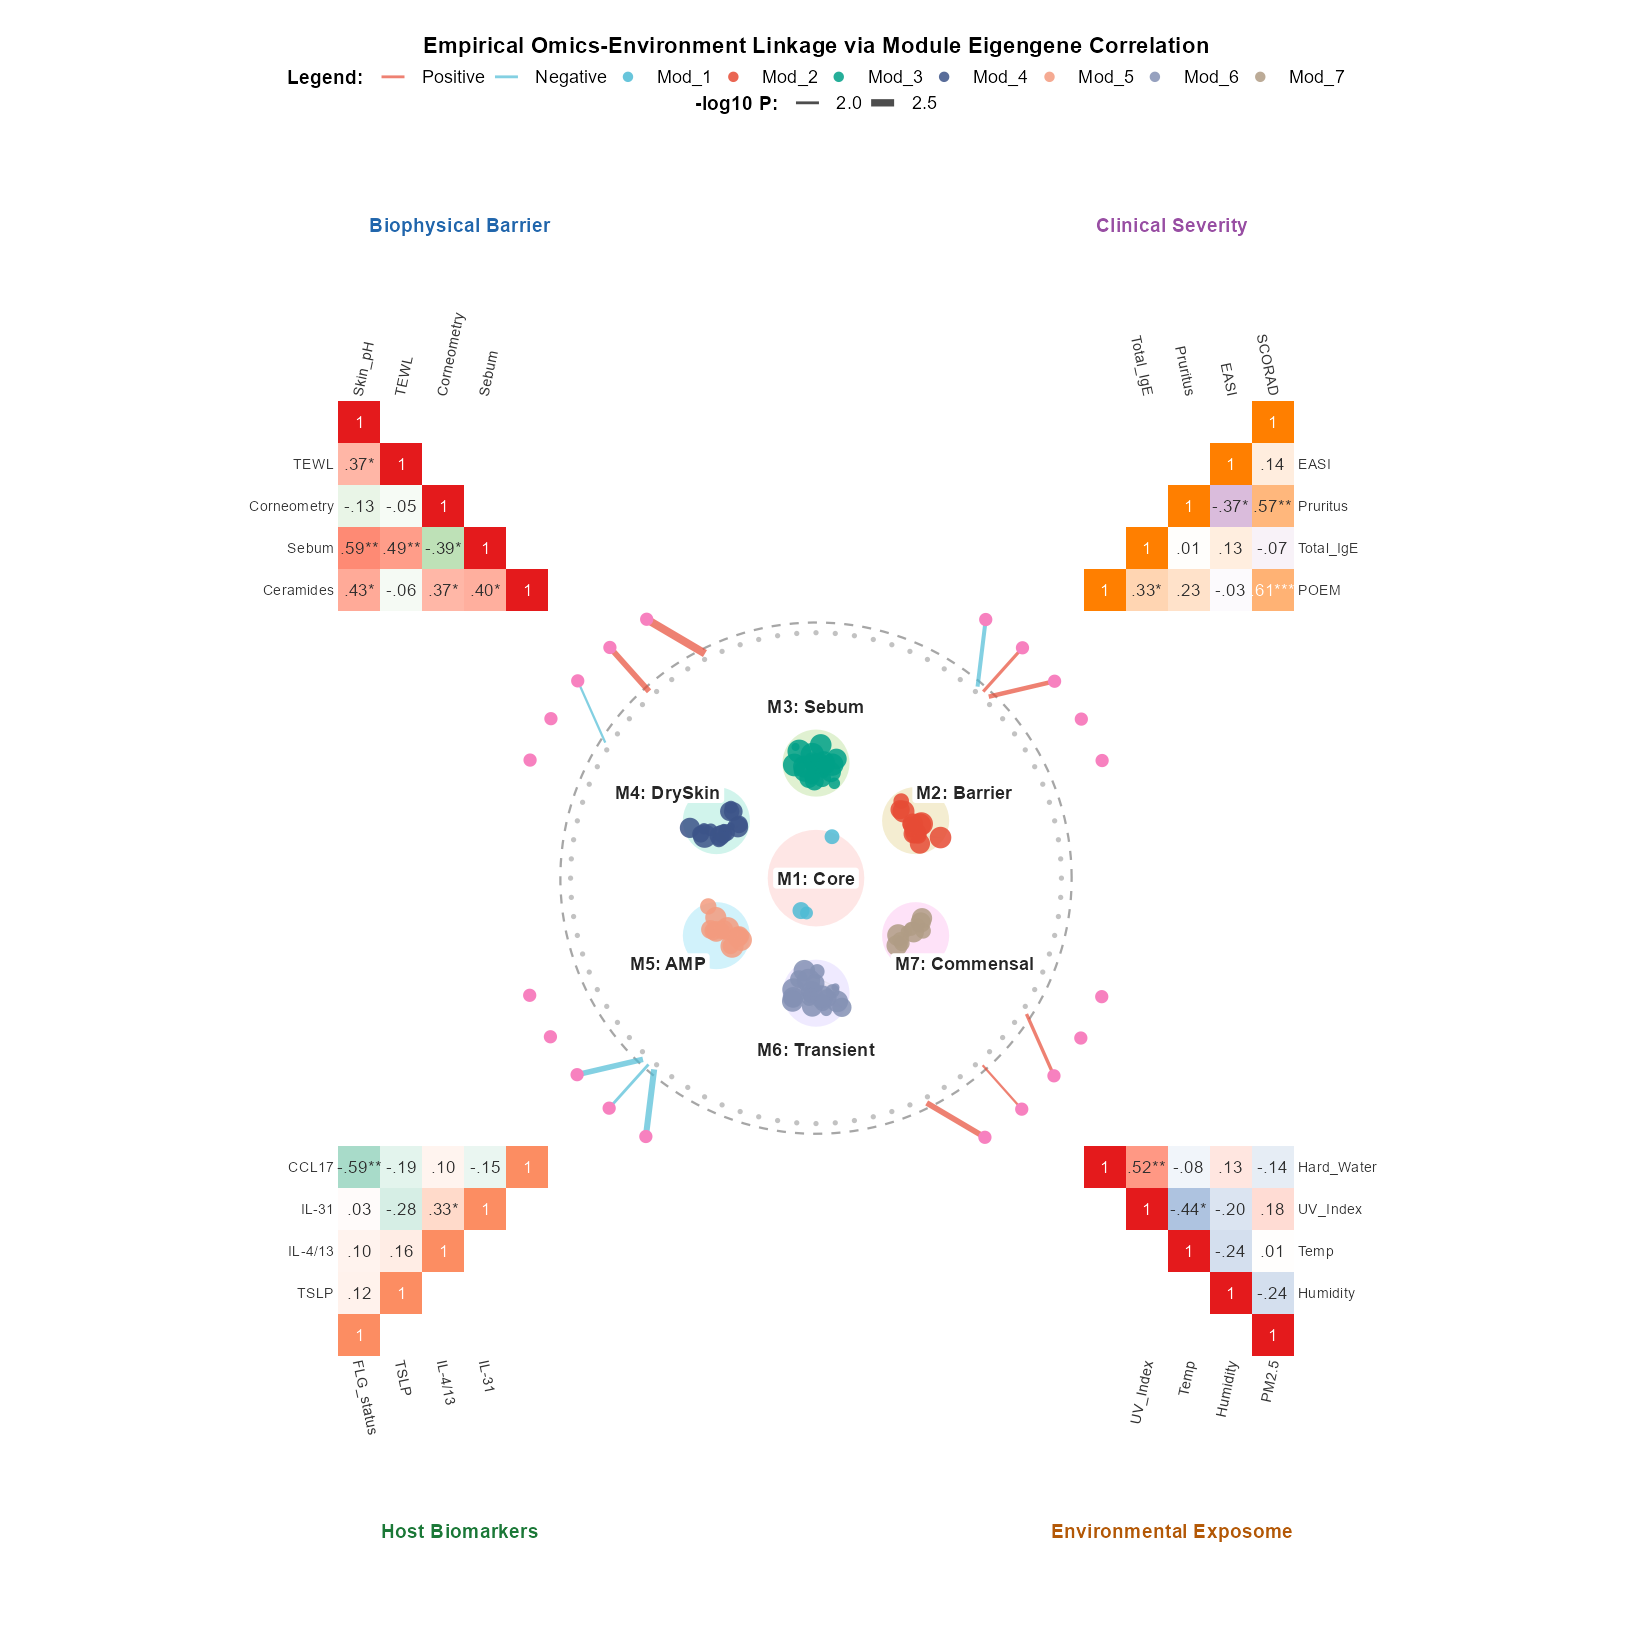 Empirical Omics-Environment Linkage via Module Eigengene Correlation
Legend: Positive Negative Mod_1 Mod_2 Mod_3 Mod_4 Mod_5 Mod_6 Mod_7
-log10 P: 2.0 2.5
Biophysical Barrier
Skin_pH TEWL Corneometry Sebum
1
TEWL .37* 1
Corneometry -.13 -.05 1
Sebum .59** .49** -.39* 1
Ceramides .43* -.06 .37* .40* 1
Clinical Severity
Total_IgE Pruritus EASI SCORAD
1
1 .14 EASI
1 -.37* .57** Pruritus
1 .01 .13 -.07 Total_IgE
1 .33* .23 -.03 .61*** POEM
M3: Sebum
M4: DrySkin
M2: Barrier
M1: Core
M5: AMP
M7: Commensal
M6: Transient
CCL17 -.59** -.19 .10 -.15 1
IL-31 .03 -.28 .33* 1
IL-4/13 .10 .16 1
TSLP .12 1
1
FLG_status TSLP IL-4/13 IL-31
Host Biomarkers
1 .52** -.08 .13 -.14 Hard_Water
1 -.44* -.20 .18 UV_Index
1 -.24 .01 Temp
1 -.24 Humidity
1
UV_Index Temp Humidity PM2.5
Environmental Exposome